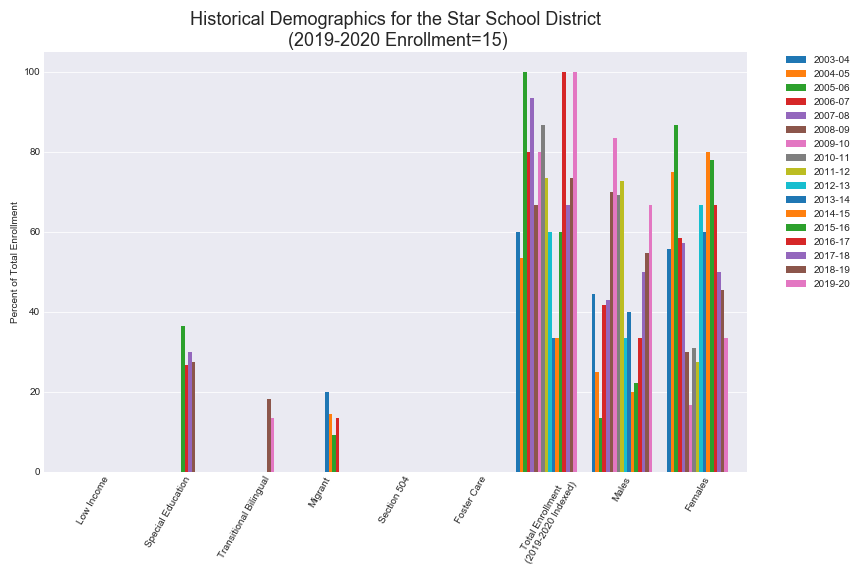 Historical Demographics for the Star School District
(2019-2020 Enrollment=15)
Percent of Total Enrollment
100
80
60
40
20
0
Low Income
Special Education
Transitional Bilingual
Migrant
Section 504
Foster Care
Total Enrollment
(2019-2020 Indexed)
Males
Females
2003-04
2004-05
2005-06
2006-07
2007-08
2008-09
2009-10
2010-11
2011-12
2012-13
2013-14
2014-15
2015-16
2016-17
2017-18
2018-19
2019-20